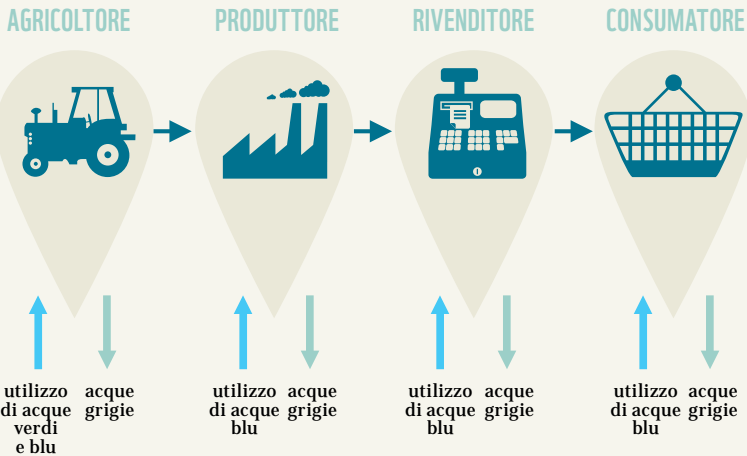 AGRICOLTORE
PRODUTTORE
RIVENDITORE
CONSUMATORE
utilizzo
di acque
verdi
e blu
acque
grigie
utilizzo
di acque
blu
acque
grigie
utilizzo
di acque
blu
acque
grigie
utilizzo
di acque
blu
acque
grigie